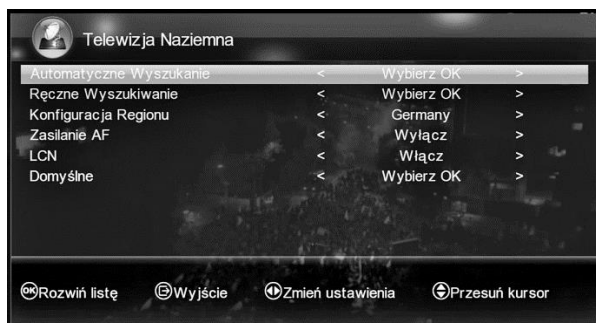 Telewizja Naziemna
Automatyczne Wyszukanie < Wybierz OK >
Ręczne Wyszukiwanie < Wybierz OK >
Konfiguracja Regionu < Germany >
Zasilanie AF < Wyłącz >
LCN < Włącz >
Domyślne < Wybierz OK >
OK Rozwiń listę Wyjście Zmień ustawienia Przesuń kursor